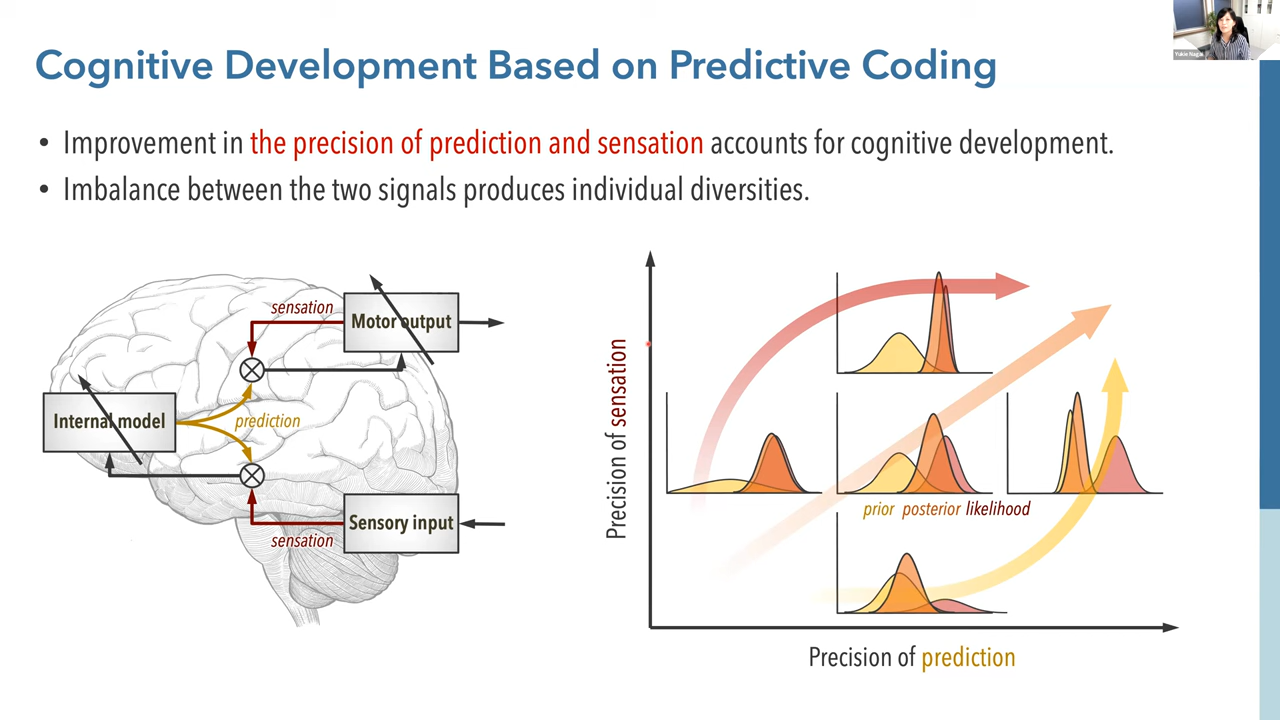 Cognitive Development Based on Predictive Coding
Yukie Nagai
• Improvement in the precision of prediction and sensation accounts for cognitive development.
• Imbalance between the two signals produces individual diversities.
sensation
Motor output
Internal model
prediction
Sensory input
sensation
Precision of sensation
prior posterior likelihood
Precision of prediction